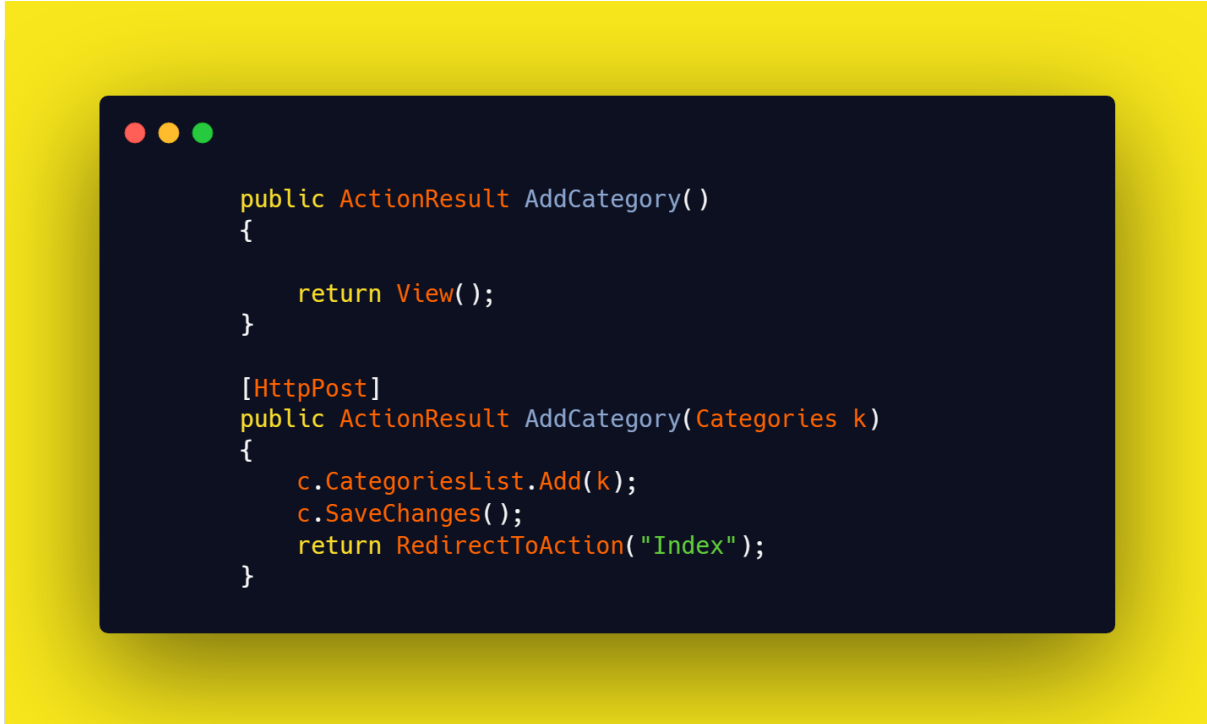 public ActionResult AddCategory()
{
return View();
}
[HttpPost]
public ActionResult AddCategory(Categories k)
{
c.CategoriesList.Add(k);
c.SaveChanges();
return RedirectToAction("Index");
}